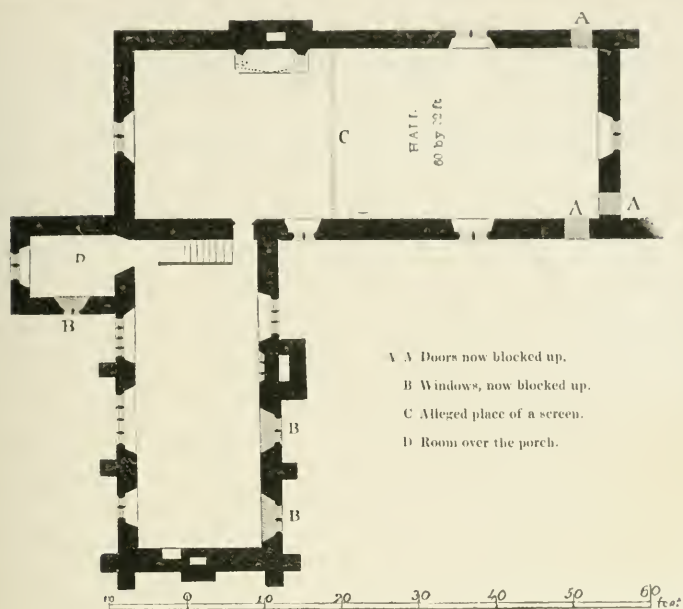 A
HALL.
60 by 22 ft
C
A
A
D
B
A A Doors now blocked up.
B Windows, now blocked up.
C Alleged place of a screen.
D Room over the porch.
B
B
10 0 10 20 30 40 50 60
feet